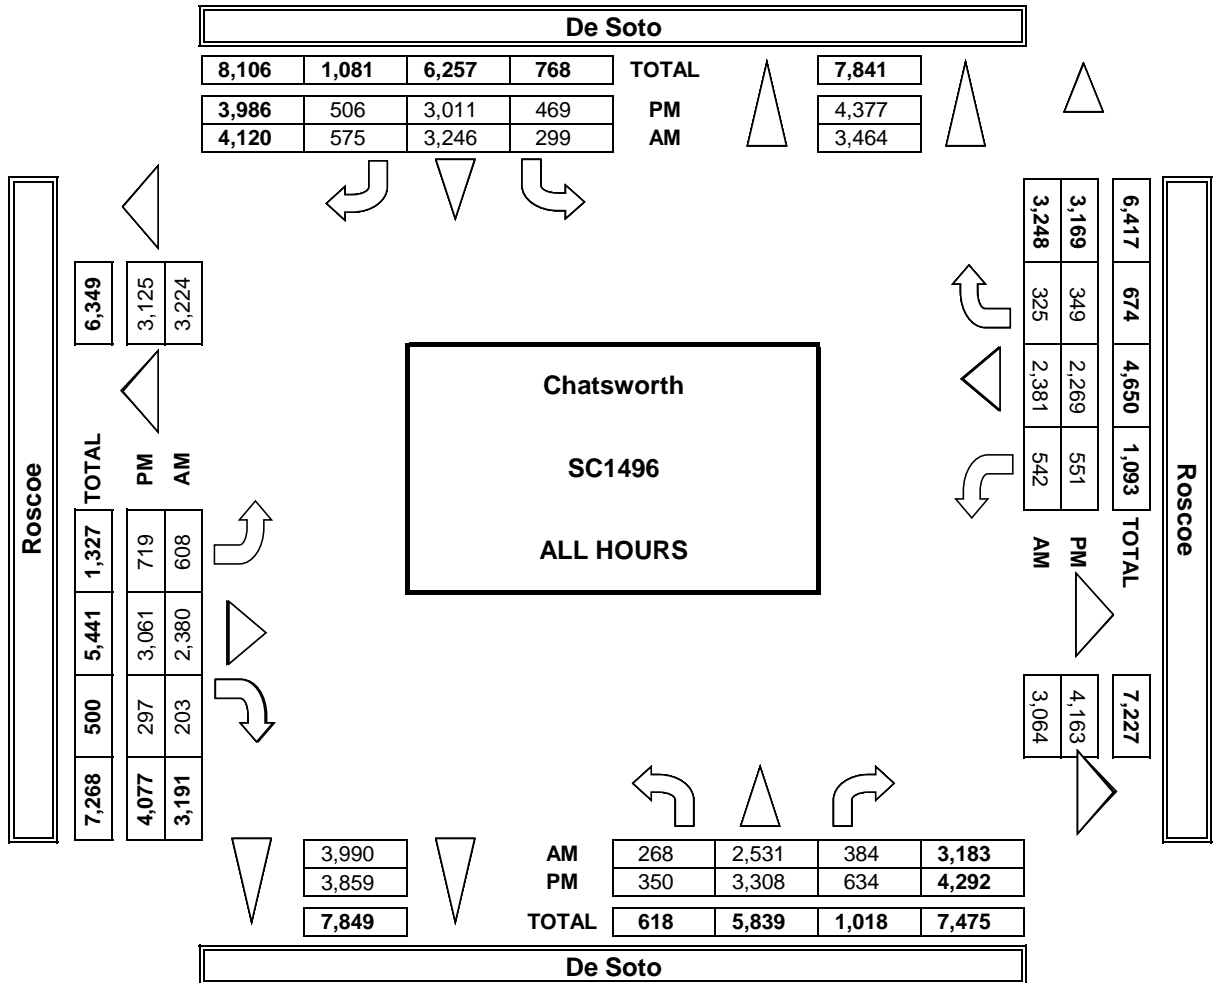 De Soto
8,106 1,081 6,257 768 TOTAL 7,841
3,986 506 3,011 469 PM 4,377
4,120 575 3,246 299 AM 3,464
Roscoe
6,349
3,125
3,224
TOTAL
PM
AM
1,327 719 608
5,441 3,061 2,380
500 297 203
7,268 4,077 3,191
Chatsworth
SC1496
ALL HOURS
3,248 3,169 6,417
325 349 674
2,381 2,269 4,650
542 551 1,093
AM PM TOTAL
3,064 4,163 7,227
Roscoe
3,990 AM 268 2,531 384 3,183
3,859 PM 350 3,308 634 4,292
7,849 TOTAL 618 5,839 1,018 7,475
De Soto